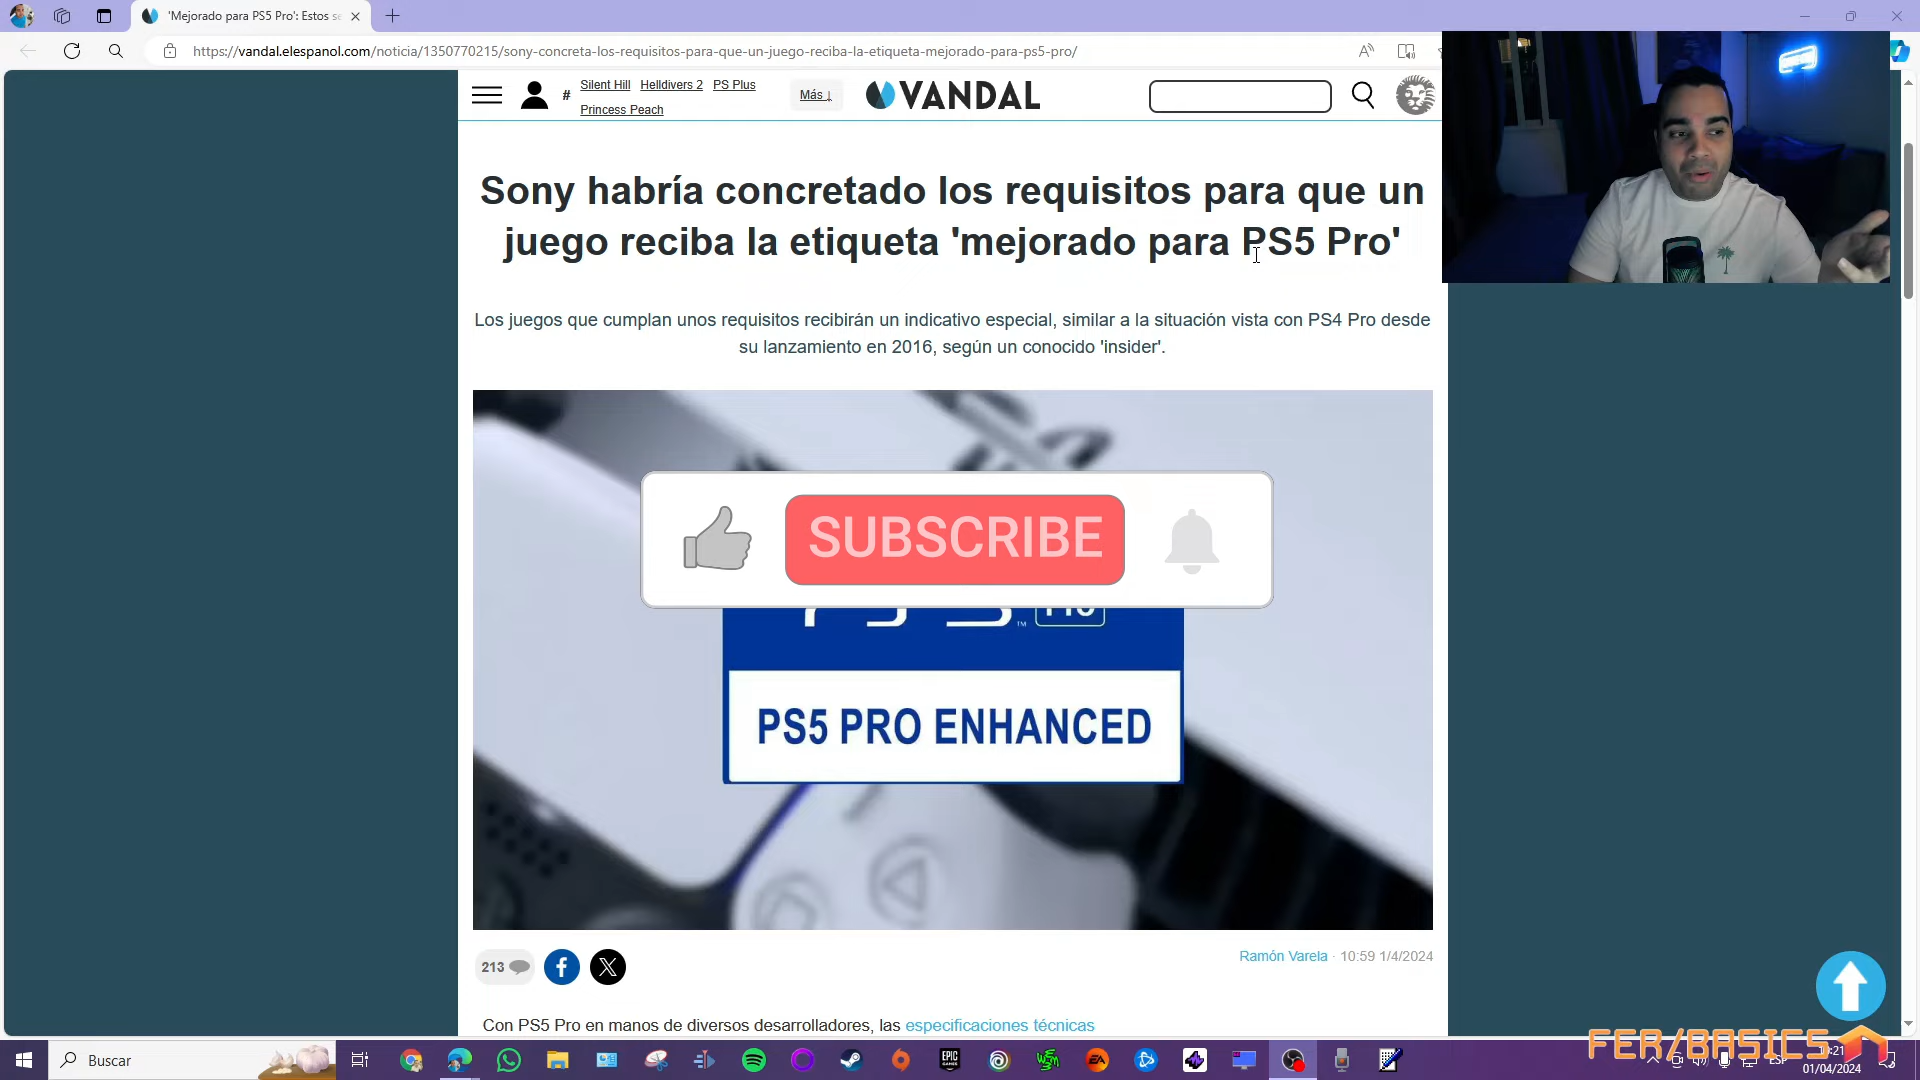 'Mejorado para PS5 Pro': Estos se
https://vandal.elespanol.com/noticia/1350770215/sony-concreta-los-requisitos-para-que-un-juego-reciba-la-etiqueta-mejorado-para-ps5-pro/
# Silent Hill Helldivers 2 PS Plus
Princess Peach
Más ↓
VANDAL
Sony habría concretado los requisitos para que un
juego reciba la etiqueta 'mejorado para PS5 Pro'
Los juegos que cumplan unos requisitos recibirán un indicativo especial, similar a la situación vista con PS4 Pro desde
su lanzamiento en 2016, según un conocido 'insider'.
SUBSCRIBE
PS5 PRO ENHANCED
213
Ramón Varela · 10:59 1/4/2024
Con PS5 Pro en manos de diversos desarrolladores, las especificaciones técnicas
FER/BASICS
Buscar
ESP
01/04/2024